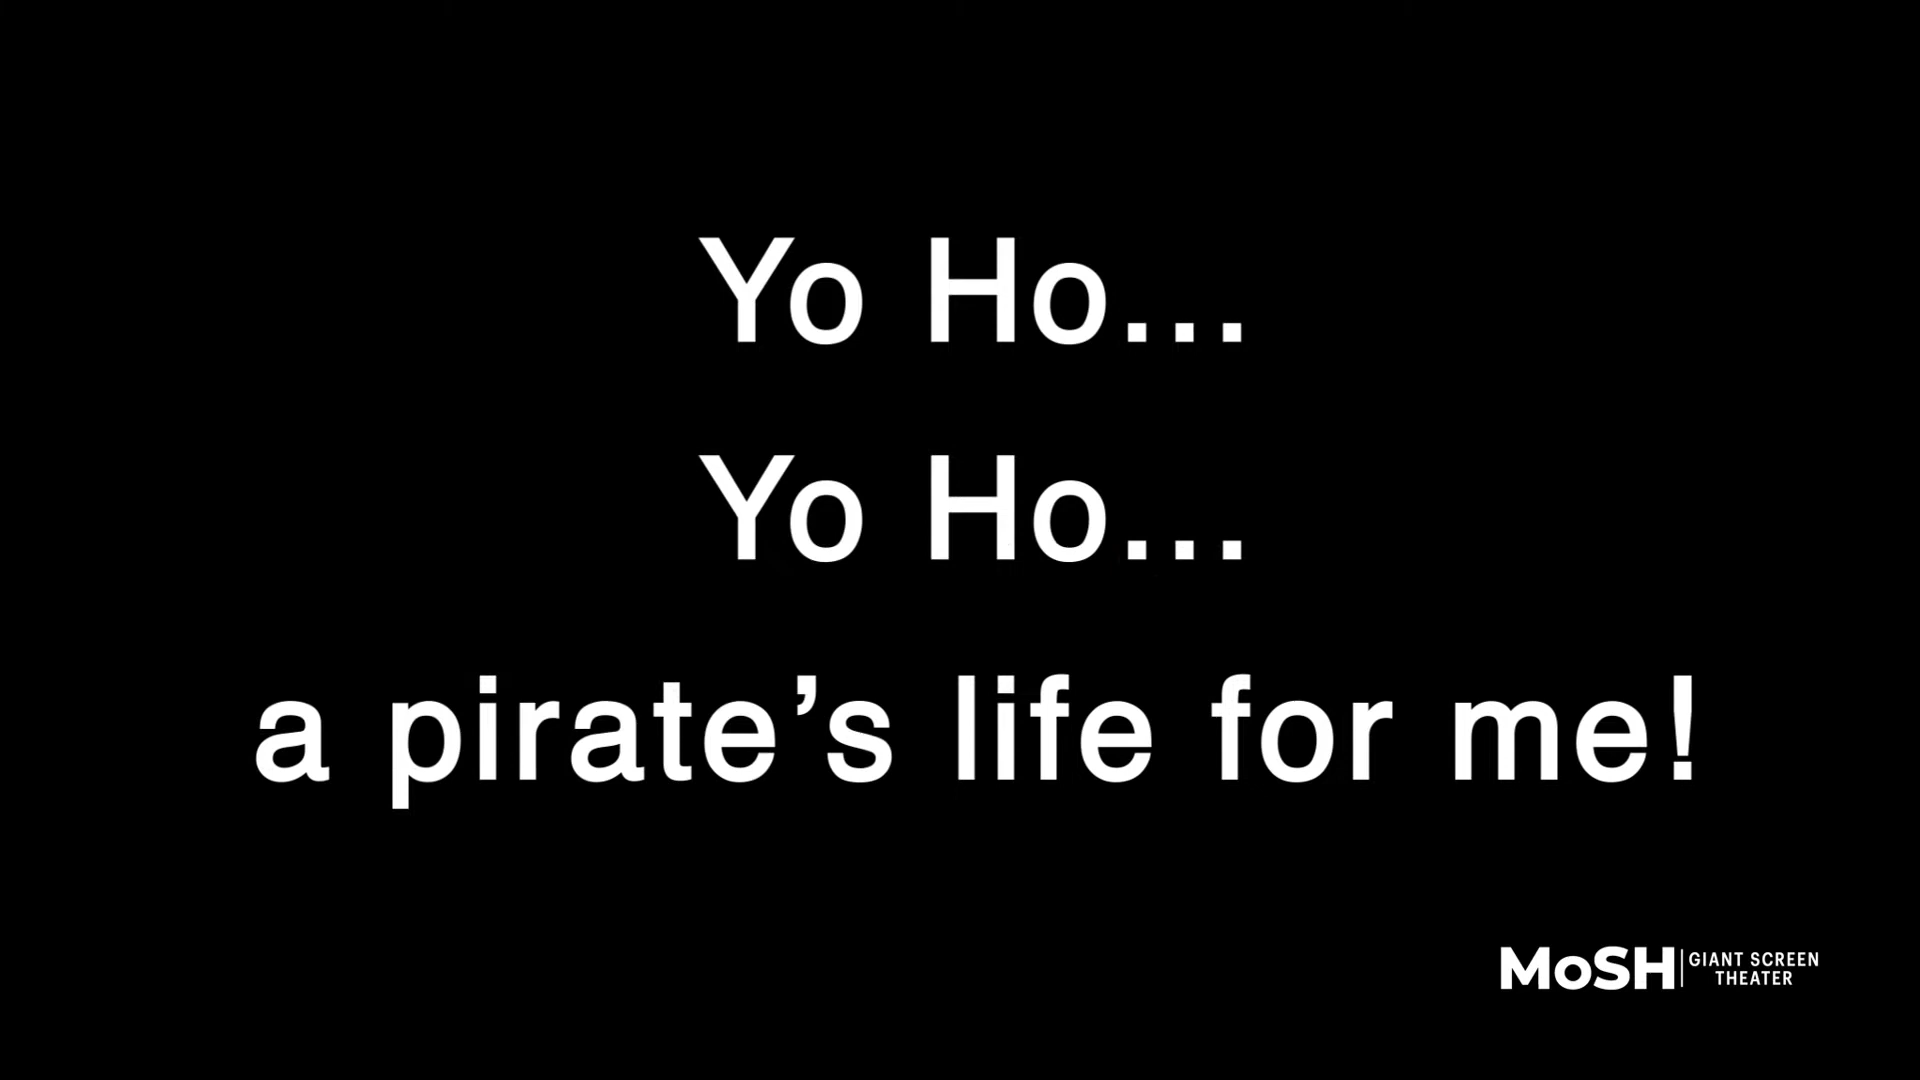 Yo Ho...
Yo Ho...
a pirate’s life for me!
MoSH GIANT SCREEN
THEATER